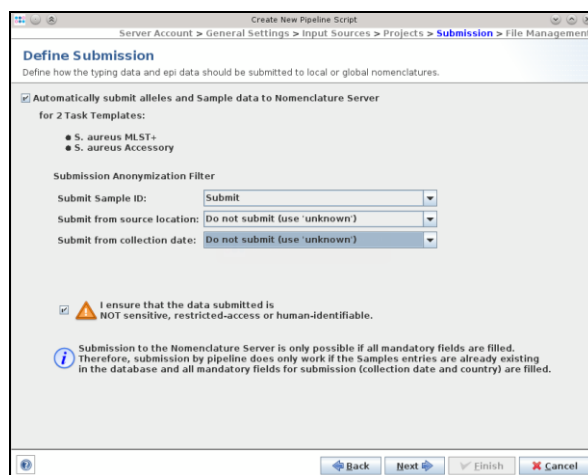 Create New Pipeline Script
Server Account > General Settings > Input Sources > Projects > Submission > File Management
Define Submission
Define how the typing data and epi data should be submitted to local or global nomenclatures.
Automatically submit alleles and Sample data to Nomenclature Server
for 2 Task Templates:
● S. aureus MLST+
● S. aureus Accessory
Submission Anonymization Filter
Submit Sample ID: Submit
Submit from source location: Do not submit (use 'unknown')
Submit from collection date: Do not submit (use 'unknown')
I ensure that the data submitted is
NOT sensitive, restricted-access or human-identifiable.
Submission to the Nomenclature Server is only possible if all mandatory fields are filled.
Therefore, submission by pipeline does only work if the Samples entries are already existing
in the database and all mandatory fields for submission (collection date and country) are filled.
Back Next Finish Cancel